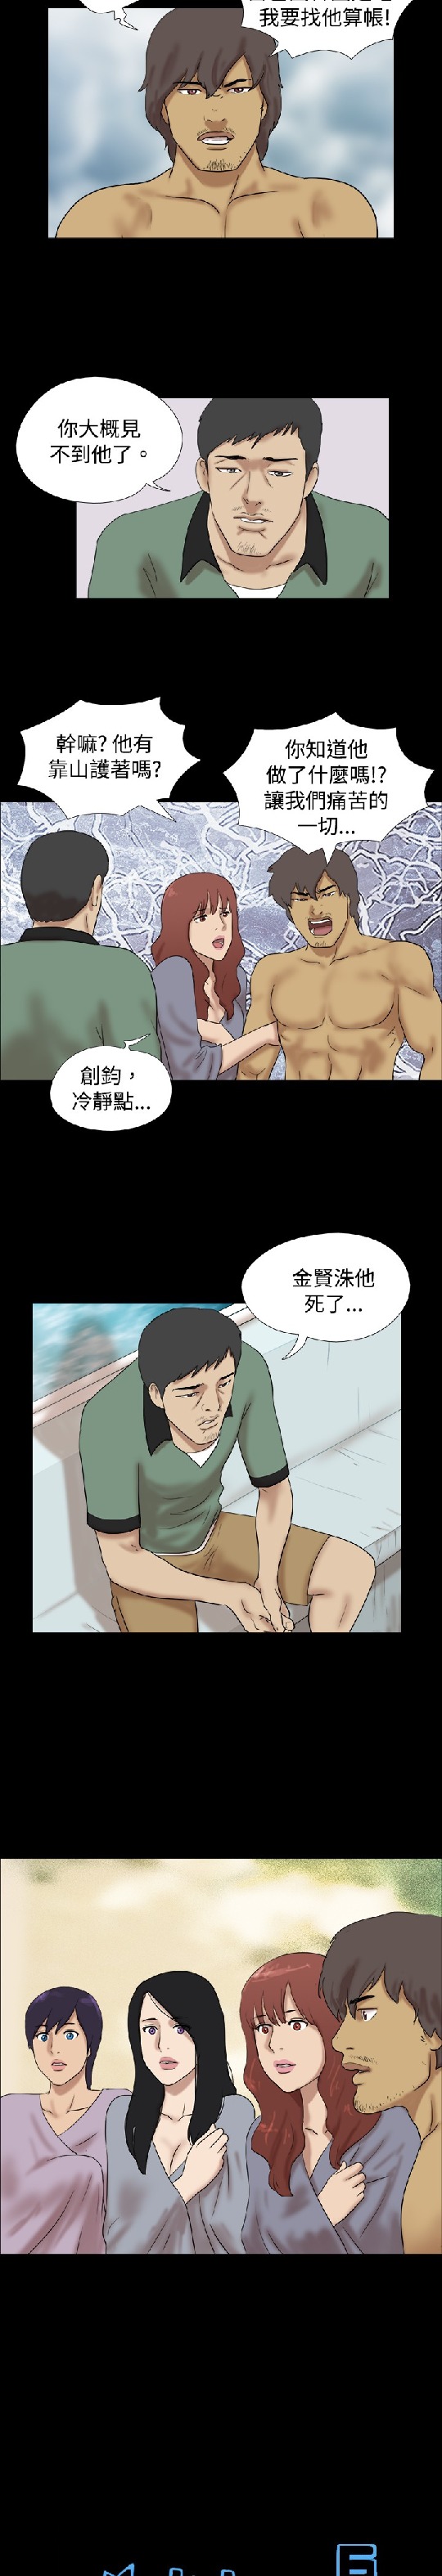 我要找他算帳!
你大概見
不到他了。
幹嘛? 他有
靠山護著嗎?
你知道他
做了什麼嗎!?
讓我們痛苦的
一切...
創鈞，
冷靜點...
金賢洙他
死了...